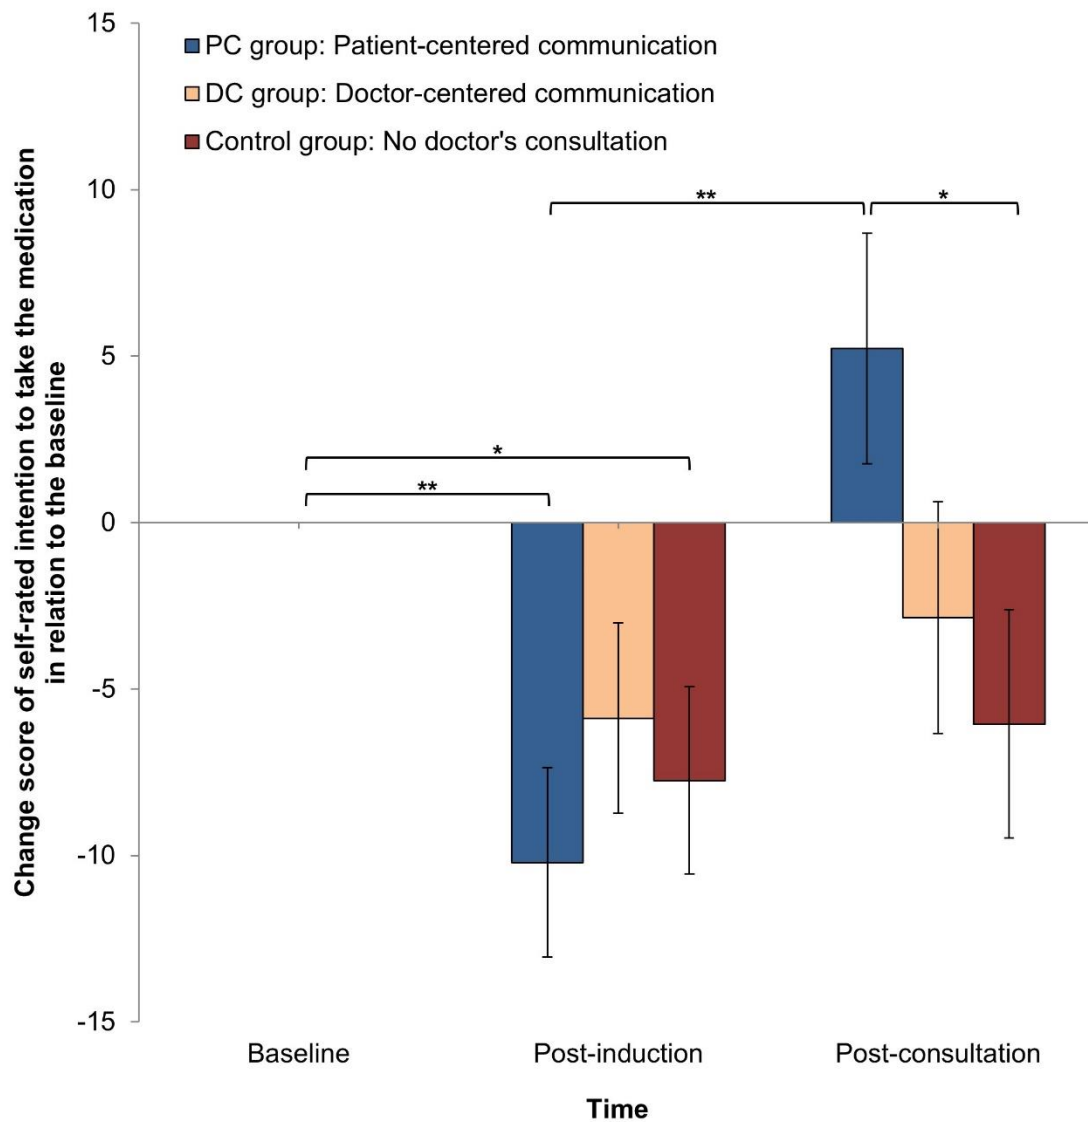 15
PC group: Patient-centered communication
DC group: Doctor-centered communication
Control group: No doctor's consultation
10
**
*
5
*
**
0
-5
-10
-15
Change score of self-rated intention to take the medication
in relation to the baseline
Baseline
Post-induction
Post-consultation
Time